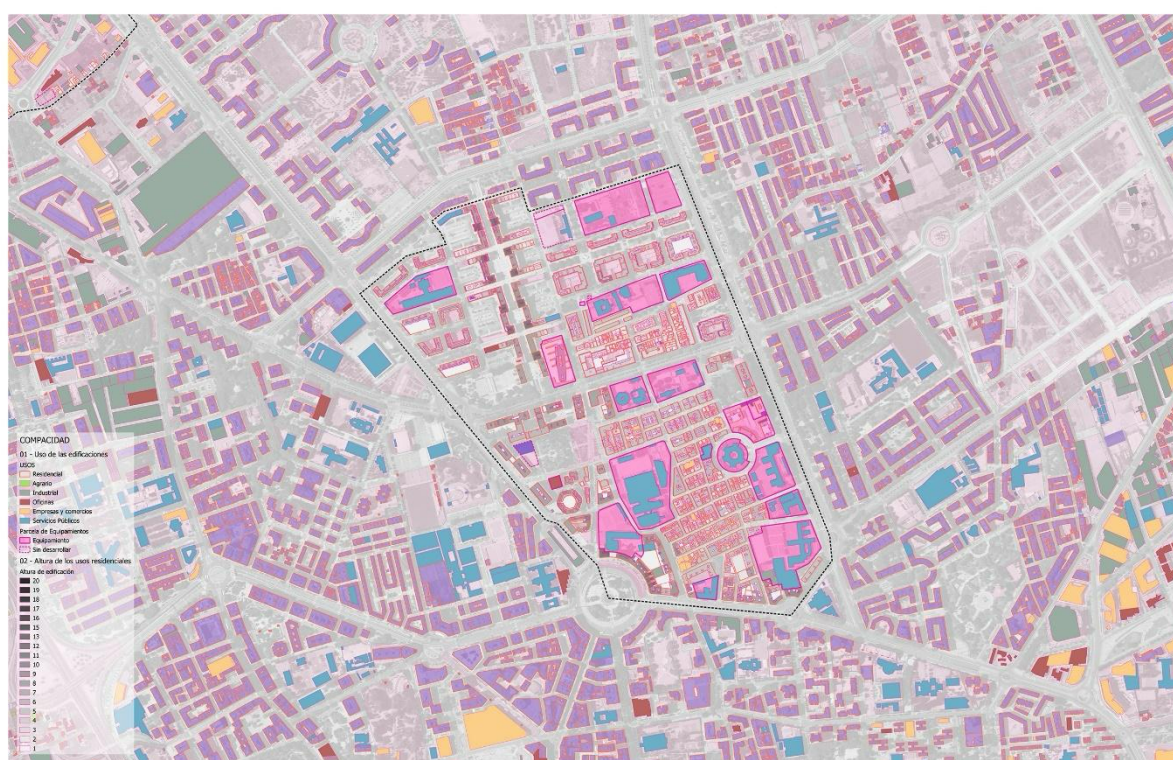 COMPACIDAD
01 - Uso de las edificaciones
USOS
Residencial
Agrario
Industrial
Oficinas
Empresas y comercios
Servicios Públicos
Parcela de Equipamientos
Equipamiento
Sin desarrollar
02 - Altura de los usos residenciales
Altura de edificación
20
19
18
17
16
15
13
12
11
10
9
8
7
6
5
4
3
2
1